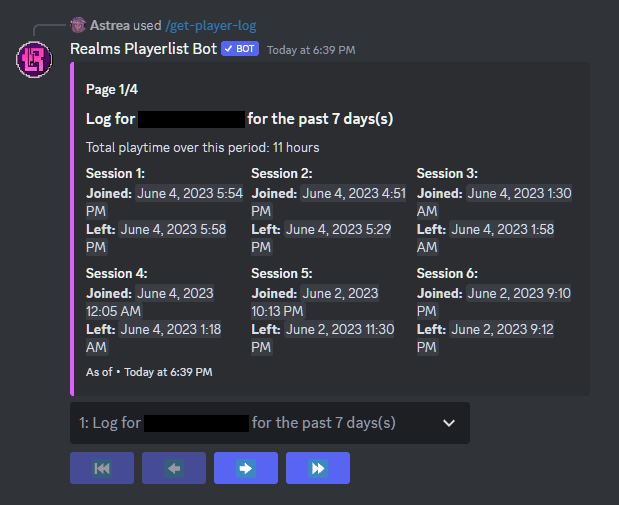 Astrea used /get-player-log
Realms Playerlist Bot ✓ BOT Today at 6:39 PM
Page 1/4
Log for for the past 7 days(s)
Total playtime over this period: 11 hours
Session 1: Session 2: Session 3:
Joined: June 4, 2023 5:54 Joined: June 4, 2023 4:51 Joined: June 4, 2023 1:30
PM PM AM
Left: June 4, 2023 5:58 Left: June 4, 2023 5:29 Left: June 4, 2023 1:58
PM PM AM
Session 4: Session 5: Session 6:
Joined: June 4, 2023 Joined: June 2, 2023 Joined: June 2, 2023 9:10
12:05 AM 10:13 PM PM
Left: June 4, 2023 1:18 Left: June 2, 2023 11:30 Left: June 2, 2023 9:12
AM PM PM
As of • Today at 6:39 PM
1: Log for for the past 7 days(s)